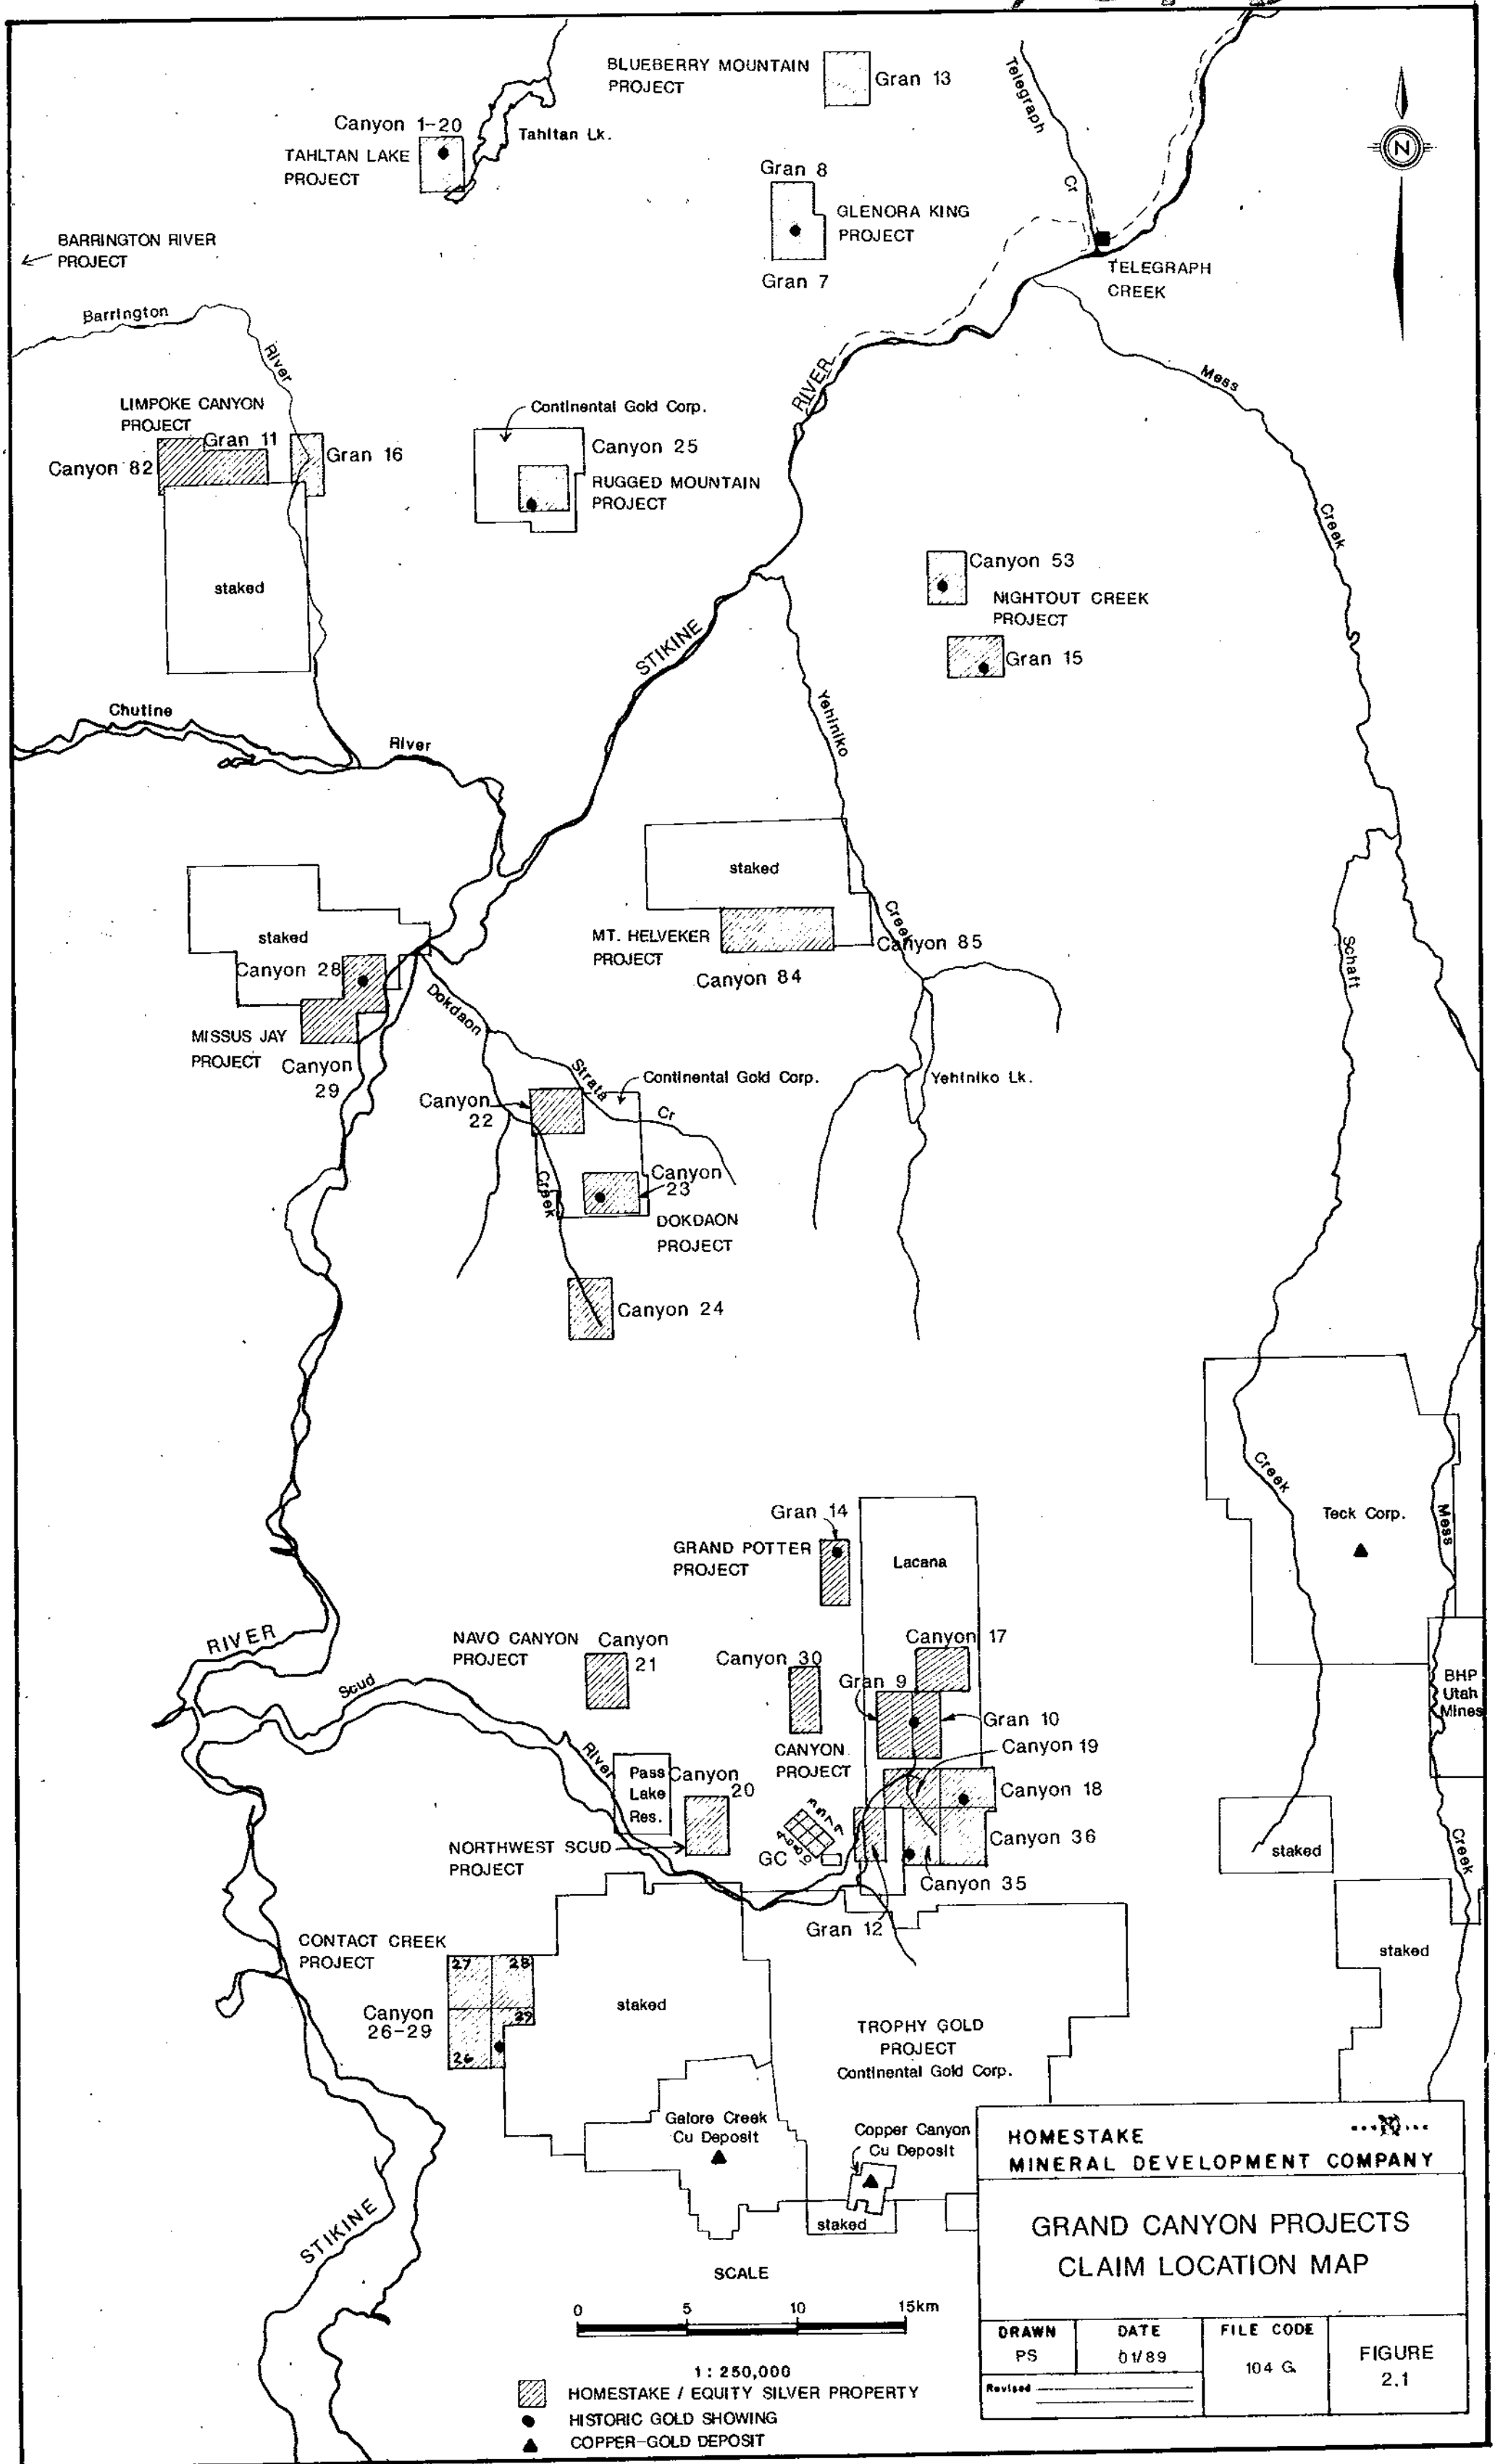 BLUEBERRY MOUNTAIN
PROJECT
Gran 13
Telegraph
Cr
Canyon 1-20
TAHLTAN LAKE
PROJECT
Tahltan Lk.
N
Gran 8
GLENORA KING
PROJECT
Gran 7
BARRINGTON RIVER
PROJECT
TELEGRAPH
CREEK
Barrington
River
Mess
Creek
RIVER
LIMPOKE CANYON
PROJECT
Gran 11
Canyon 82
Gran 16
Continental Gold Corp.
Canyon 25
RUGGED MOUNTAIN
PROJECT
staked
Canyon 53
NIGHTOUT CREEK
PROJECT
Gran 15
STIKINE
Yehiniko
Chutine
River
staked
staked
MT. HELVEKER
PROJECT
Creek
Canyon 85
Canyon 84
Schaft
Canyon 28
MISSUS JAY
PROJECT
Canyon
29
Dokdaon
Strata
Cr
Continental Gold Corp.
Yehiniko Lk.
Canyon
22
Creek
Canyon
23
DOKDAON
PROJECT
Canyon 24
Creek
Teck Corp.
Mess
Gran 14
GRAND POTTER
PROJECT
Lacana
RIVER
Scud
River
NAVO CANYON
PROJECT
Canyon
21
Canyon 30
Canyon 17
Gran 9
Gran 10
BHP
Utah
Mines
CANYON
PROJECT
Canyon 19
Pass
Lake
Res.
Canyon
20
Canyon 18
NORTHWEST SCUD
PROJECT
GC
Canyon 36
staked
Creek
Canyon 35
Gran 12
CONTACT CREEK
PROJECT
27
28
29
26
Canyon
26-29
staked
staked
TROPHY GOLD
PROJECT
Continental Gold Corp.
Galore Creek
Cu Deposit
Copper Canyon
Cu Deposit
staked
STIKINE
HOMESTAKE
MINERAL DEVELOPMENT COMPANY
GRAND CANYON PROJECTS
CLAIM LOCATION MAP
DRAWN
PS
DATE
01/89
FILE CODE
104 G
FIGURE
2.1
Revised
SCALE
0 5 10 15km
1 : 250,000
HOMESTAKE / EQUITY SILVER PROPERTY
HISTORIC GOLD SHOWING
COPPER-GOLD DEPOSIT